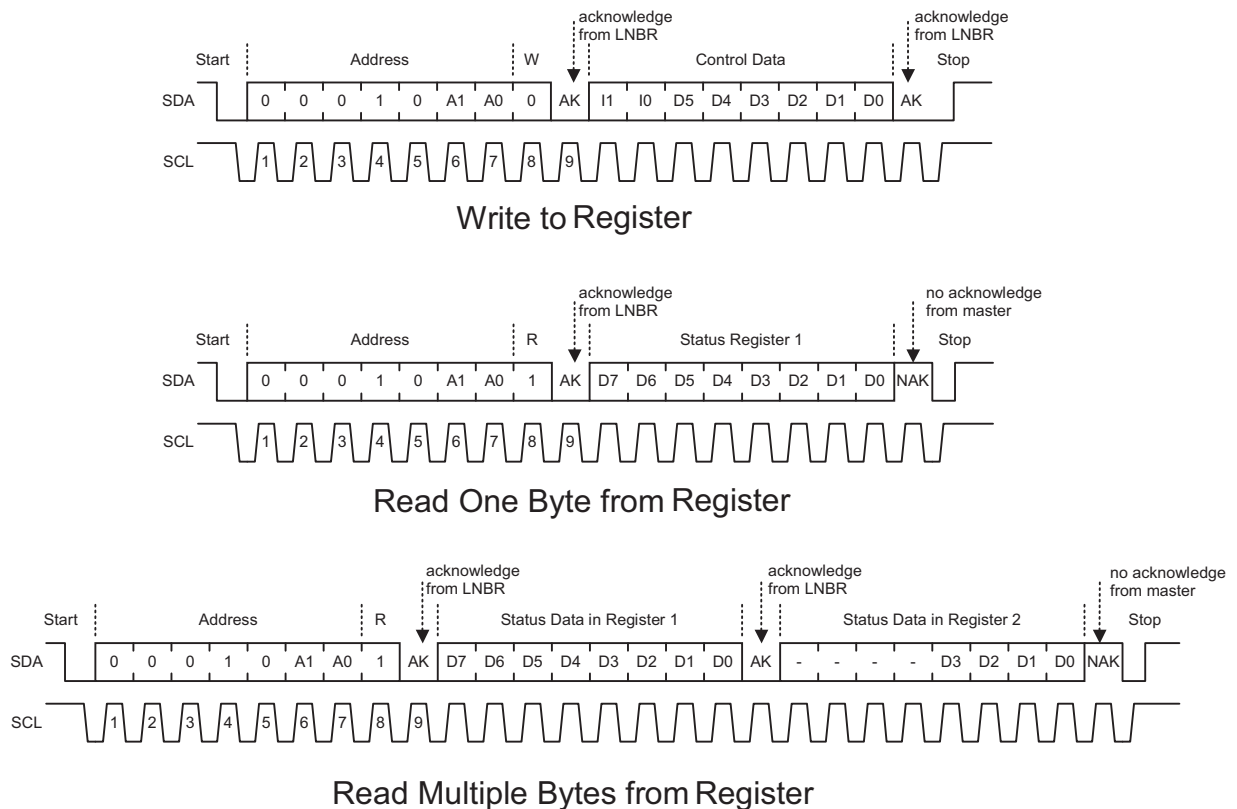 acknowledge from LNBR acknowledge from LNBR
Start Address W Control Data Stop
SDA 0 0 0 1 0 A1 A0 0 AK I1 I0 D5 D4 D3 D2 D1 D0 AK
SCL 1 2 3 4 5 6 7 8 9
Write to Register
acknowledge from LNBR no acknowledge from master
Start Address R Status Register 1 Stop
SDA 0 0 0 1 0 A1 A0 1 AK D7 D6 D5 D4 D3 D2 D1 D0 NAK
SCL 1 2 3 4 5 6 7 8 9
Read One Byte from Register
acknowledge from LNBR acknowledge from LNBR no acknowledge from master
Start Address R Status Data in Register 1 Status Data in Register 2 Stop
SDA 0 0 0 1 0 A1 A0 1 AK D7 D6 D5 D4 D3 D2 D1 D0 AK - - - - D3 D2 D1 D0 NAK
SCL 1 2 3 4 5 6 7 8 9
Read Multiple Bytes from Register